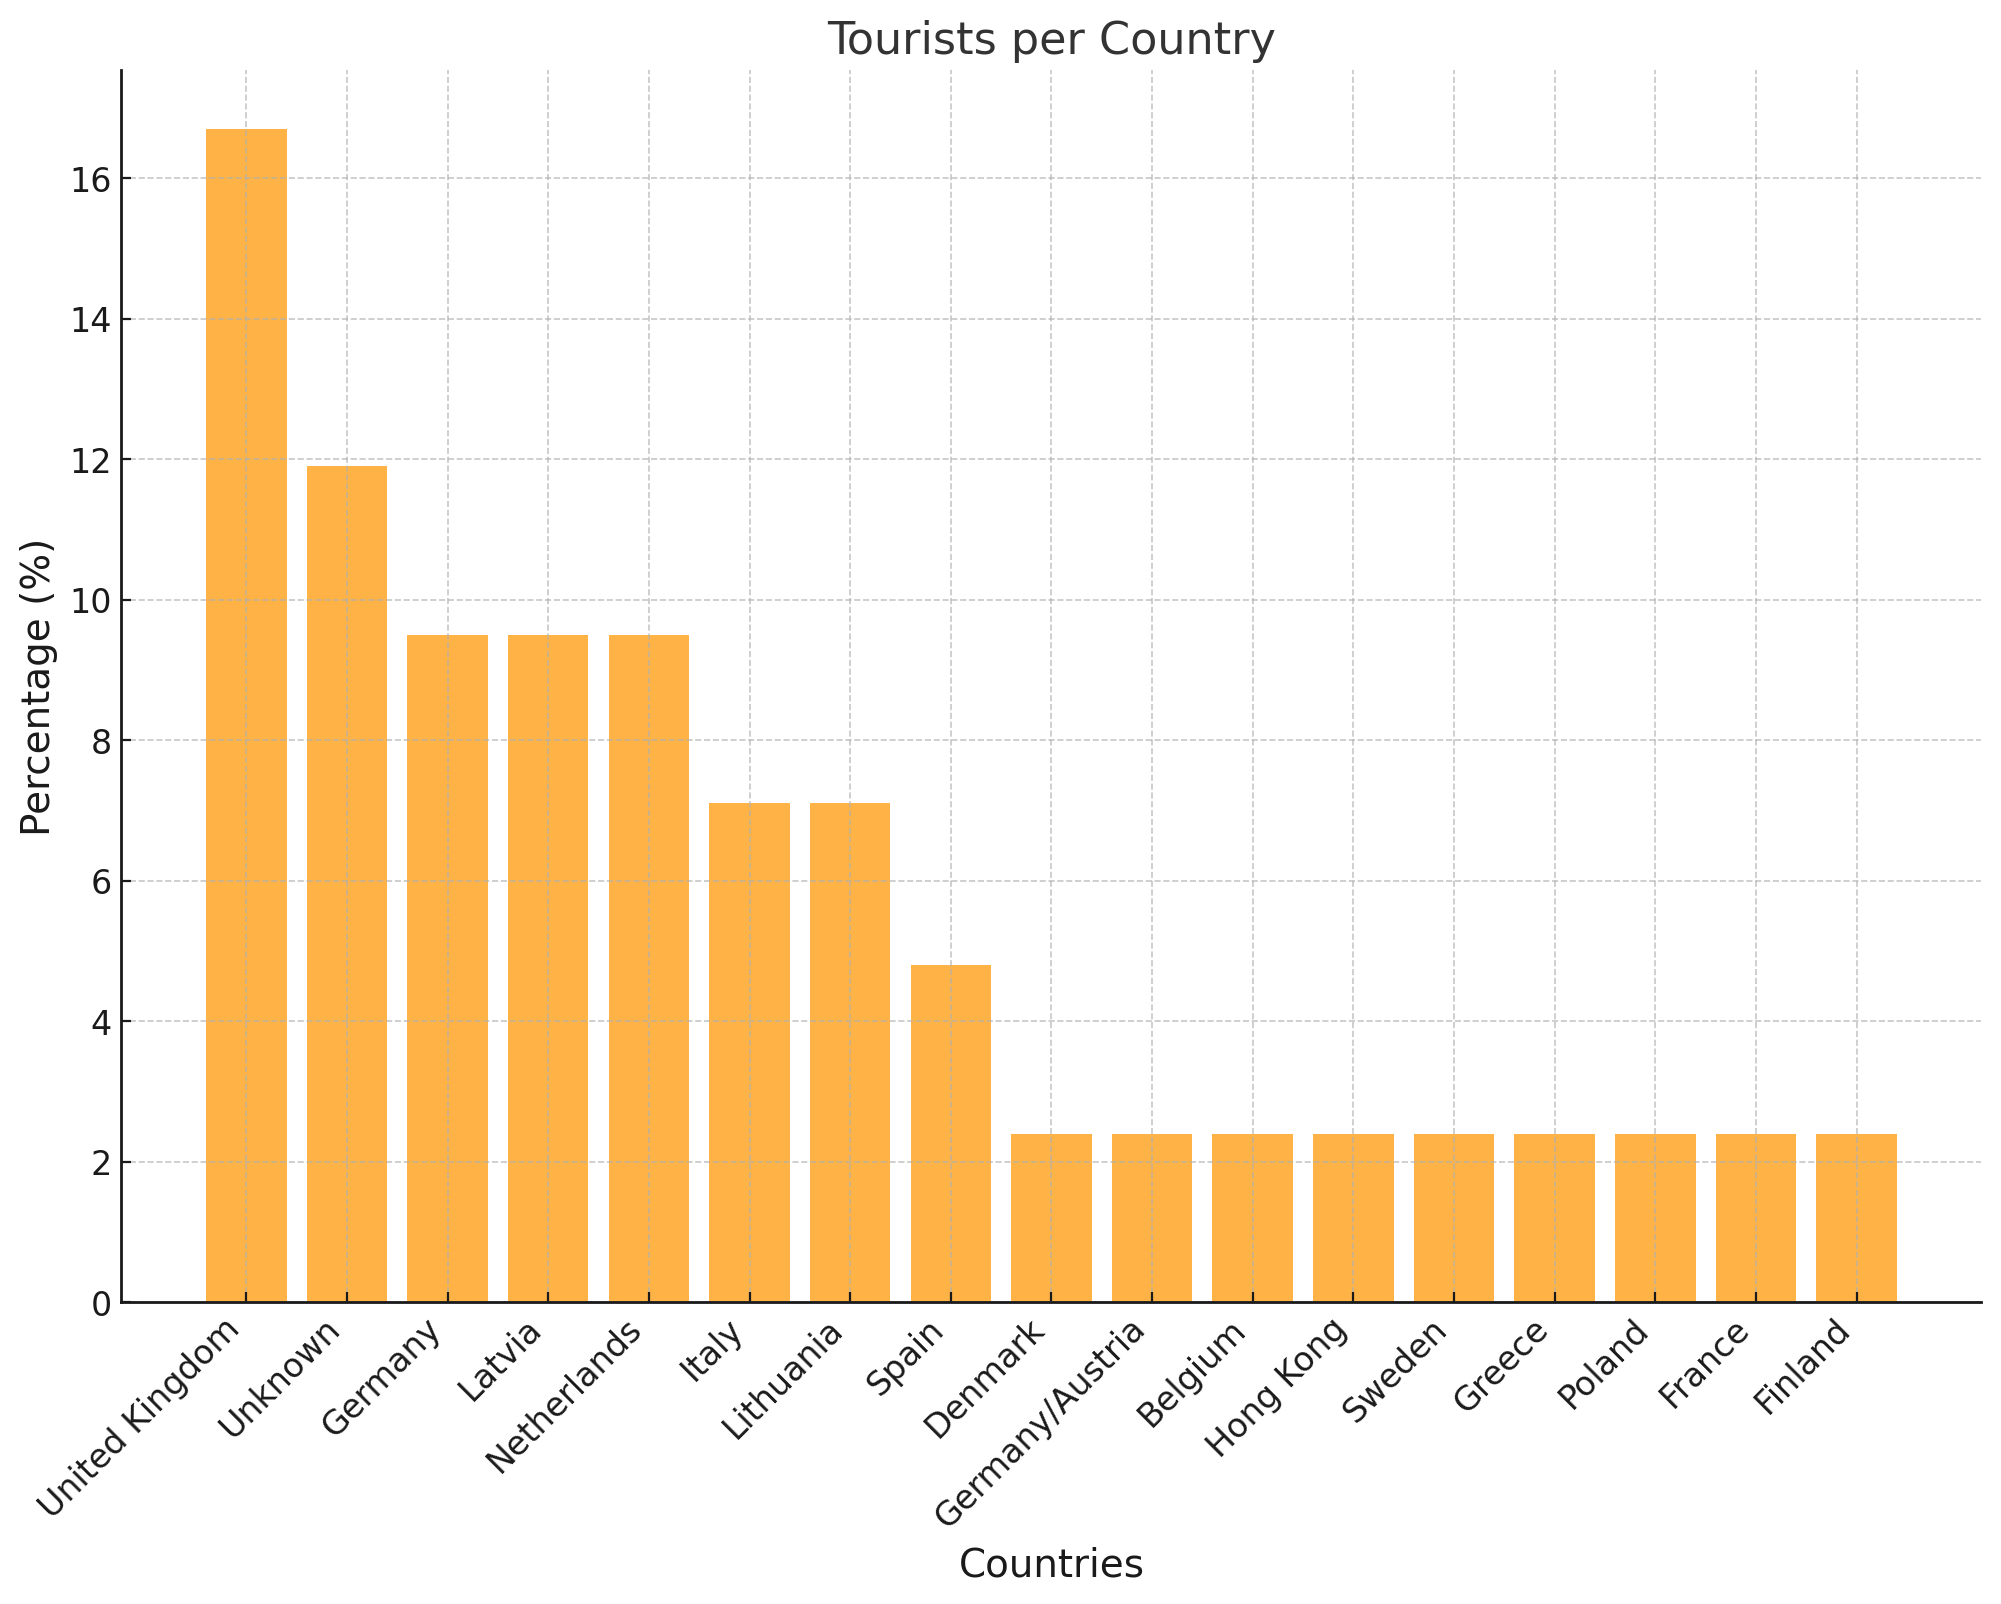 Tourists per Country
Percentage (%)
16
14
12
10
8
6
4
2
0
United Kingdom
Unknown
Germany
Latvia
Netherlands
Italy
Lithuania
Spain
Denmark
Germany/Austria
Belgium
Hong Kong
Sweden
Greece
Poland
France
Finland
Countries